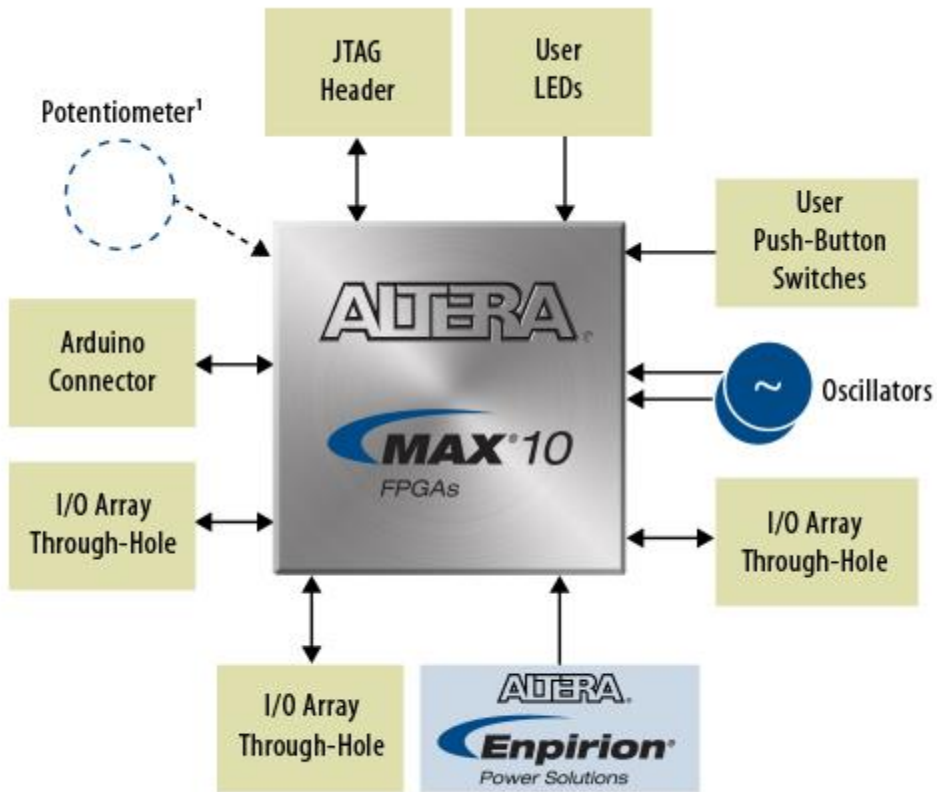 JTAG
Header
User
LEDs
Potentiometer¹
User
Push-Button
Switches
ALTERA®
Arduino
Connector
~
Oscillators
MAX® 10
FPGAs
I/O Array
Through-Hole
I/O Array
Through-Hole
I/O Array
Through-Hole
ALTERA®
Enpirion®
Power Solutions